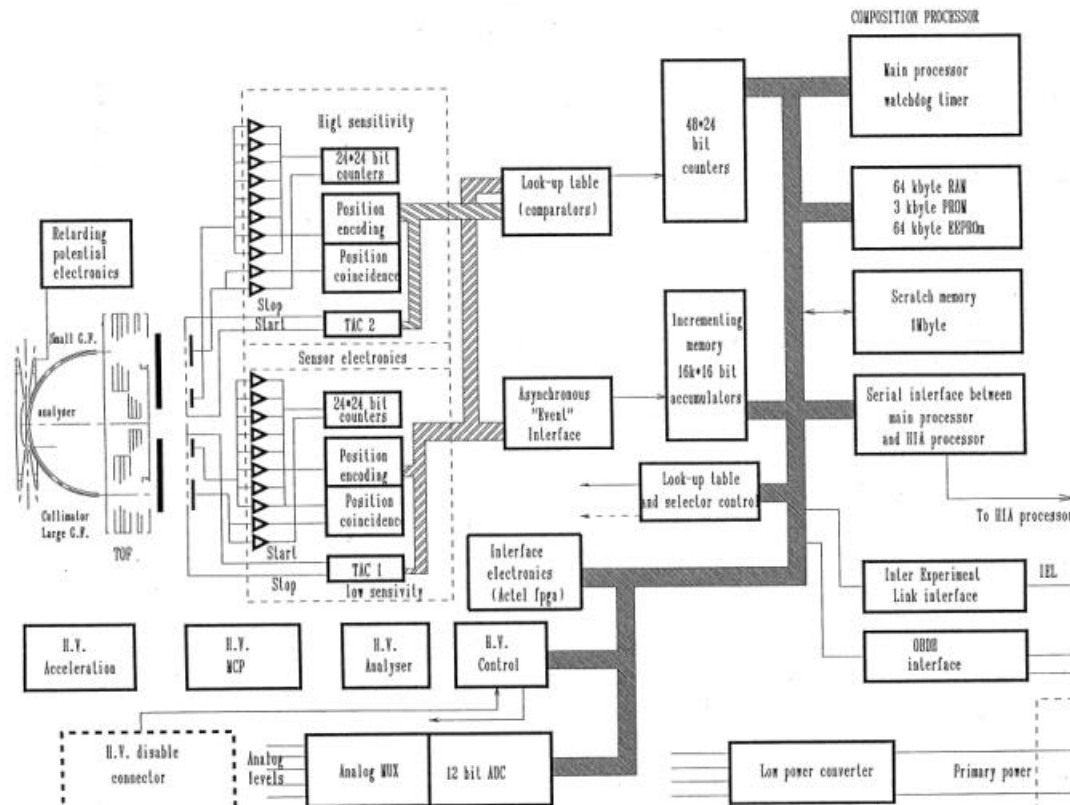 COMPOSITION PROCESSOR
Main processor
watchdog timer
64 kbyte RAM
3 kbyte PROM
64 kbyte EEPROm
Scratch memory
1Mbyte
Serial interface between
main processor
and HIA processor
To HIA processor
Inter Experiment
Link interface
IEL
OBDH
interface
Primary power
Low power converter
48*24
bit
counters
Incrementing
memory
16k*16 bit
accumulators
Look-up table
(comparators)
Asynchronous
"Event"
Interface
Look-up table
and selector control
Interface
electronics
(Actel fpga)
Higt sensitivity
24*24 bit
counters
Position
encoding
Position
coincidence
Stop
Start
TAC 2
Sensor electronics
24*24 bit
counters
Position
encoding
Position
coincidence
Start
TAC 1
Stop
low sensivity
Retarding
potential
electronics
Small G.F.
analyser
Collimator
Large G.F.
TOF
H.V.
Acceleration
H.V.
MCP
H.V.
Analyser
H.V.
Control
H.V. disable
connector
Analog
levels
Analog MUX
12 bit ADC